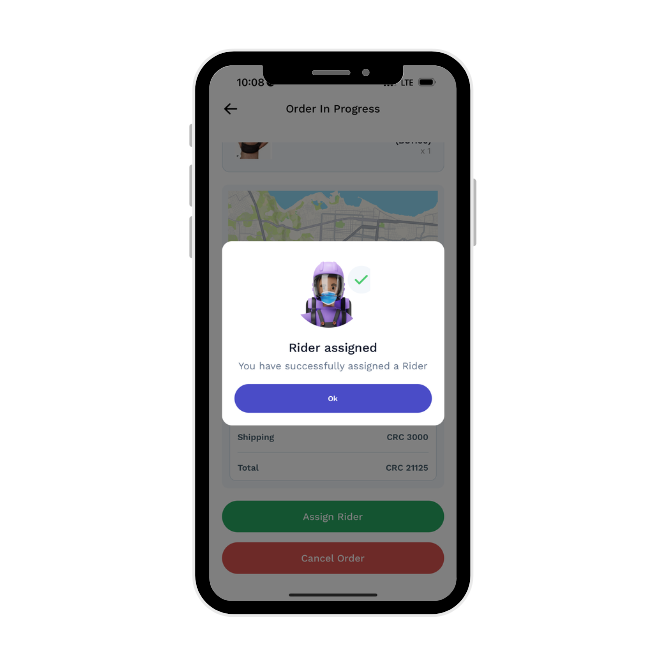 10:08
LTE
Order In Progress
x 1
Rider assigned
You have successfully assigned a Rider
Ok
Shipping CRC 3000
Total CRC 21125
Assign Rider
Cancel Order